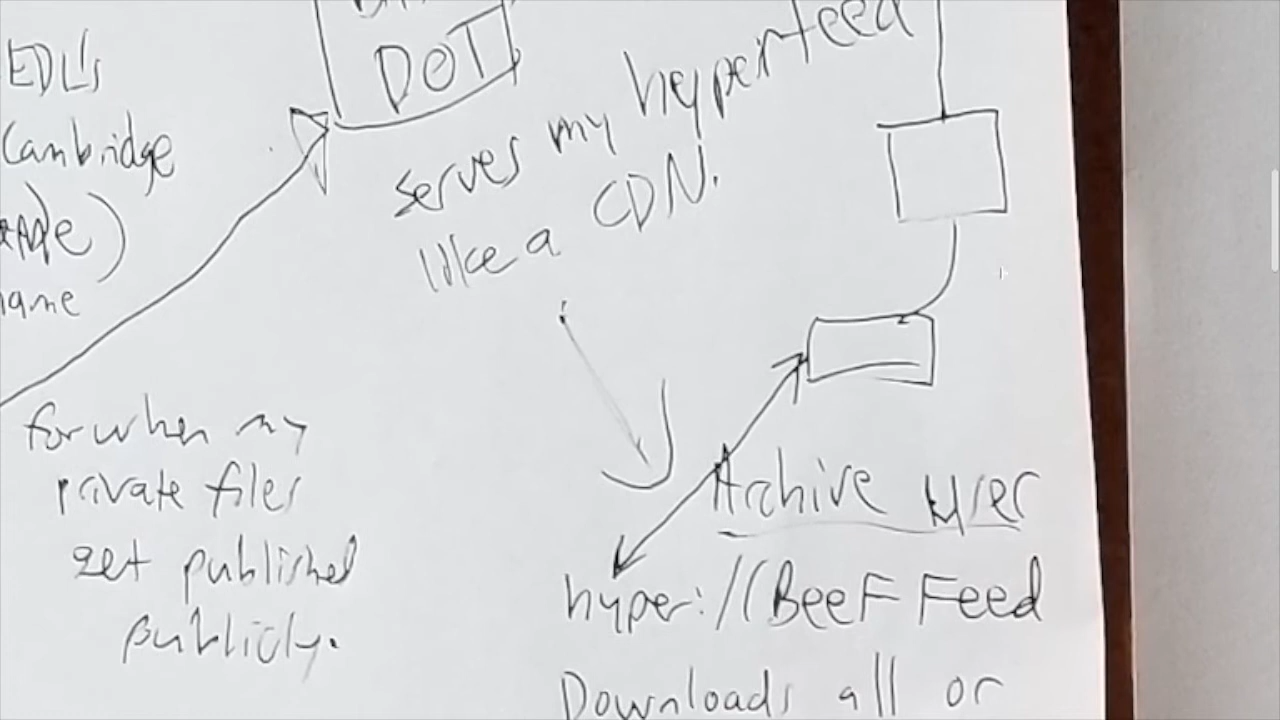 EDL's
Cambridge
name
DOT
serves my hyperfeed
like a CDN.
for when my
private files
get published
publicly.
Archive User
hyper://BeeF Feed
Downloads all or